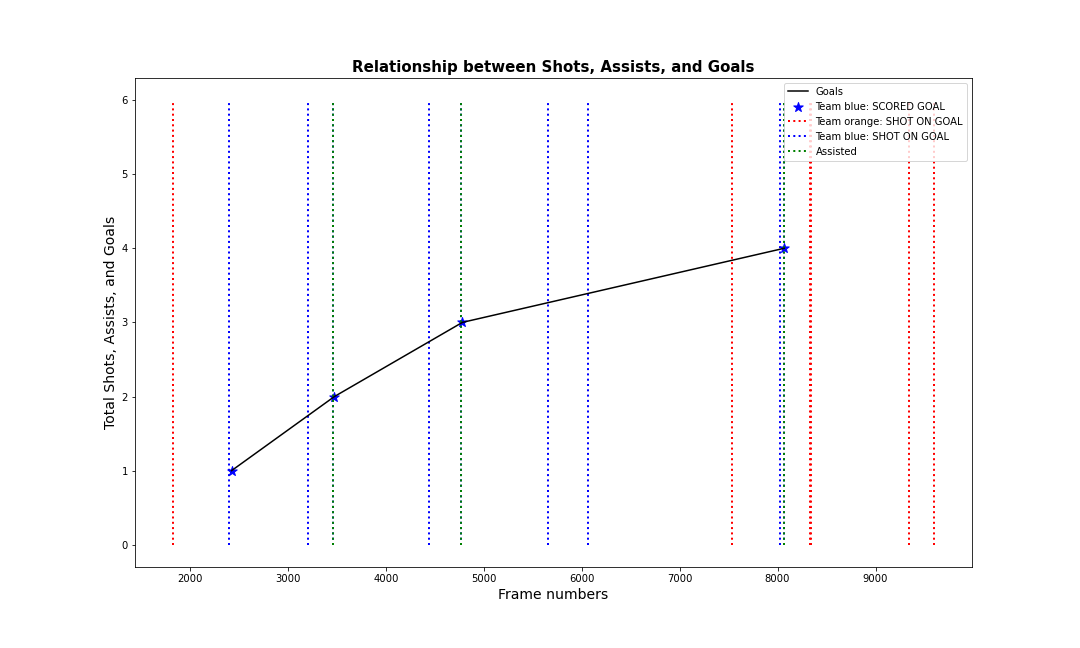 Relationship between Shots, Assists, and Goals
Goals
Team blue: SCORED GOAL
Team orange: SHOT ON GOAL
Team blue: SHOT ON GOAL
Assisted
Total Shots, Assists, and Goals
6
5
4
3
2
1
0
2000 3000 4000 5000 6000 7000 8000 9000
Frame numbers